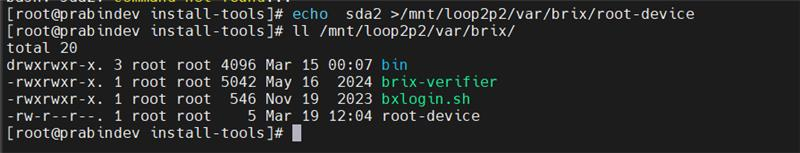 bash: sda2: command not found...
[root@prabindev install-tools]# echo  sda2 >/mnt/loop2p2/var/brix/root-device
[root@prabindev install-tools]# ll /mnt/loop2p2/var/brix/
total 20
drwxrwxr-x. 3 root root 4096 Mar 15 00:07 bin
-rwxrwxr-x. 1 root root 5042 May 16  2024 brix-verifier
-rwxrwxr-x. 1 root root  546 Nov 19  2023 bxlogin.sh
-rw-r--r--. 1 root root    5 Mar 19 12:04 root-device
[root@prabindev install-tools]#